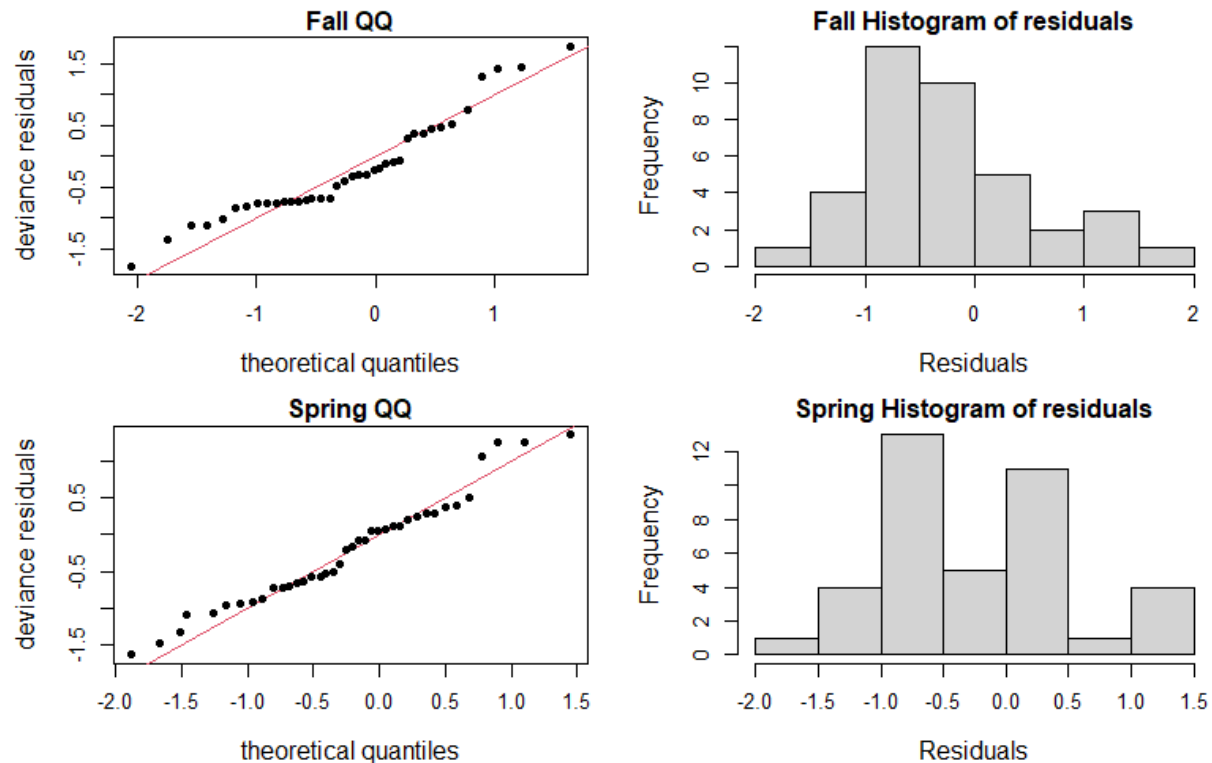 Fall QQ
deviance residuals
1.5
0.5
-0.5
-1.5
-2 -1 0 1
theoretical quantiles
Fall Histogram of residuals
Frequency
10
8
6
4
2
0
-2 -1 0 1 2
Residuals
Spring QQ
deviance residuals
0.5
-0.5
-1.5
-2.0 -1.5 -1.0 -0.5 0.0 0.5 1.0 1.5
theoretical quantiles
Spring Histogram of residuals
Frequency
12
8
6
4
2
0
-2.0 -1.5 -1.0 -0.5 0.0 0.5 1.0 1.5
Residuals